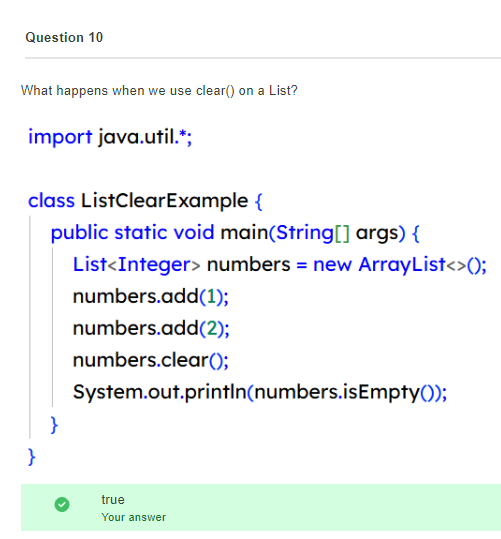 Question 10
What happens when we use clear() on a List?
import java.util.*;
class ListClearExample {
public static void main(String[] args) {
List<Integer> numbers = new ArrayList<>();
numbers.add(1);
numbers.add(2);
numbers.clear();
System.out.println(numbers.isEmpty());
}
}
true
Your answer